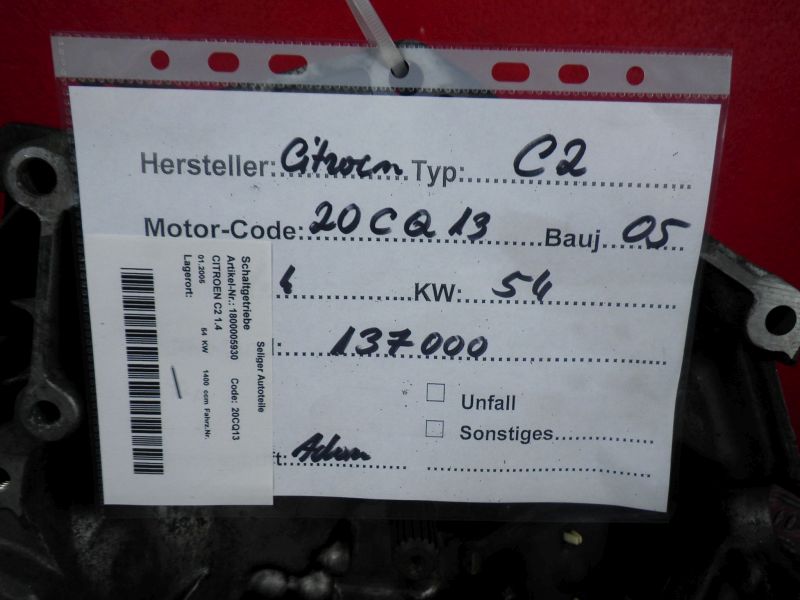 Hersteller: Citroen Typ: C2
Motor-Code: 20CQ13 Bauj 05
KW: 54
137000
Unfall
Sonstiges
t:
Seliger Autoteile
Schaltgetriebe
Artikel-Nr.: 1800005930 Code: 20CQ13
CITROEN C2 1.4
01.2005 54 KW 1400 ccm Fahrz.Nr.
Lagerort: